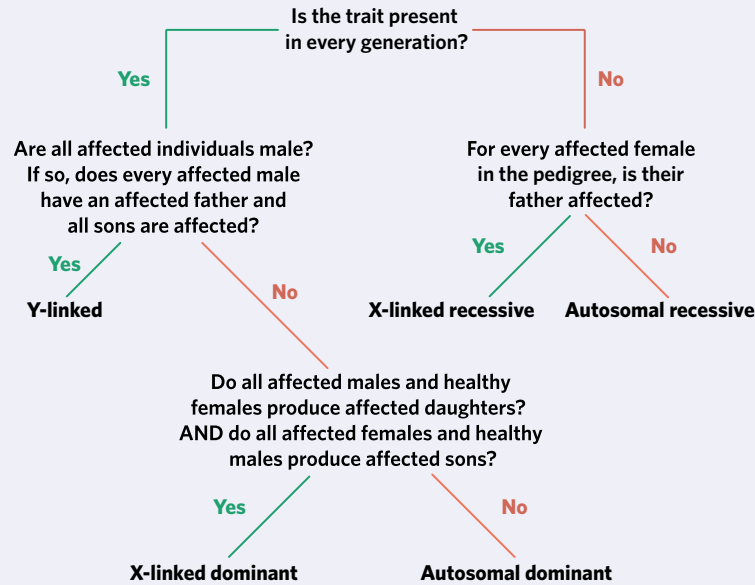 Is the trait present
in every generation?
Yes
No
Are all affected individuals male?
If so, does every affected male
have an affected father and
all sons are affected?
For every affected female
in the pedigree, is their
father affected?
Yes
No
Yes
No
Y-linked
X-linked recessive
Autosomal recessive
Do all affected males and healthy
females produce affected daughters?
AND do all affected females and healthy
males produce affected sons?
Yes
No
X-linked dominant
Autosomal dominant